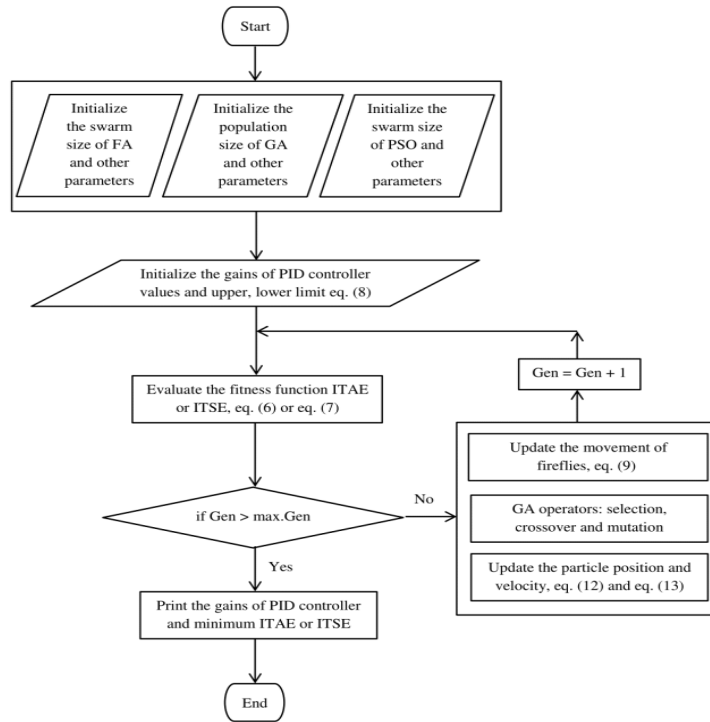 Start
Initialize
the swarm
size of FA
and other
parameters
Initialize the
population
size of GA
and other
parameters
Initialize the
swarm size
of PSO and
other
parameters
Initialize the gains of PID controller
values and upper, lower limit eq. (8)
Gen = Gen + 1
Evaluate the fitness function ITAE
or ITSE, eq. (6) or eq. (7)
Update the movement of
fireflies, eq. (9)
No
if Gen > max.Gen
GA operators: selection,
crossover and mutation
Yes
Update the particle position and
velocity, eq. (12) and eq. (13)
Print the gains of PID controller
and minimum ITAE or ITSE
End